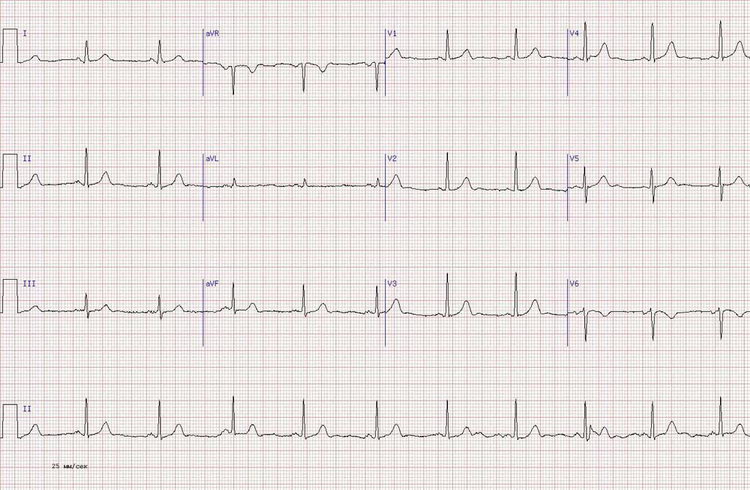 I aVR V1 V4
II aVL V2 V5
III aVF V3 V6
II
25 мм/сек